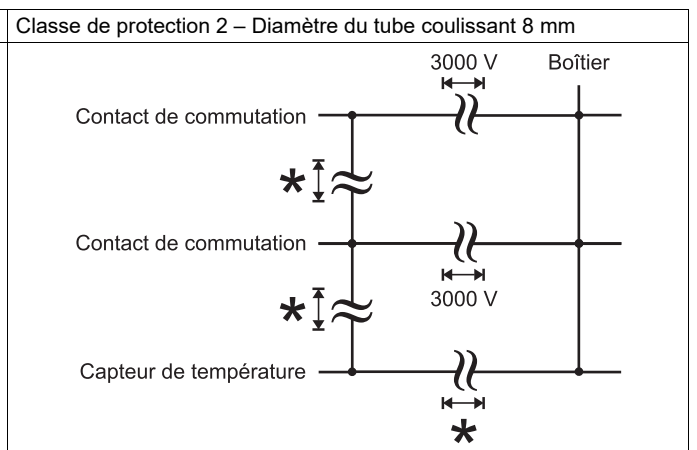 Classe de protection 2 – Diamètre du tube coulissant 8 mm
3000 V
Boîtier
Contact de commutation
*
Contact de commutation
3000 V
*
Capteur de température
*